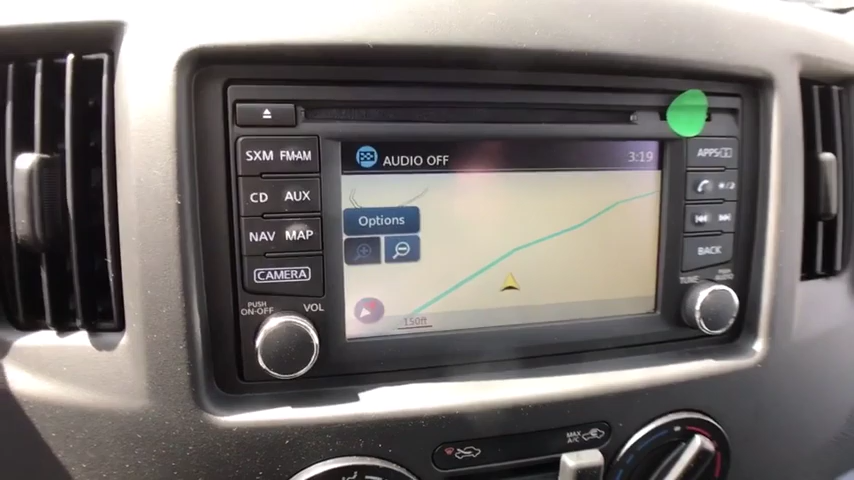 AUDIO OFF 3:19
SXM FM·AM
CD AUX
NAV MAP
CAMERA
PUSH
ON·OFF
VOL
Options
150ft
APPS
BACK
TUNE
PUSH
AUDIO
MAX
A/C